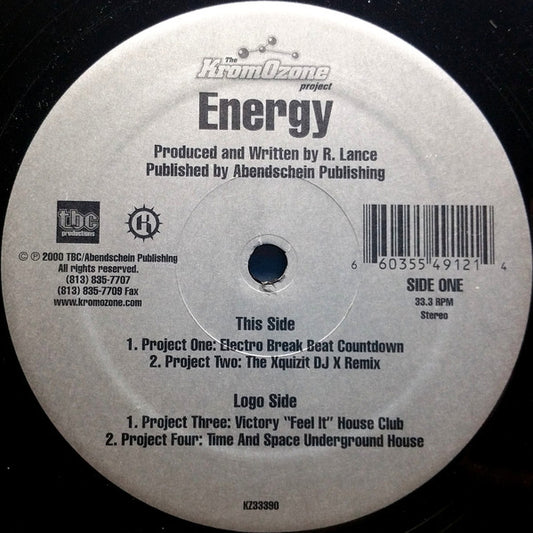 The
KromOzone
project
Energy
Produced and Written by R. Lance
Published by Abendschein Publishing
tbc
productions
K
© ℗ 2000 TBC/Abendschein Publishing
All rights reserved.
(813) 835-7707
(813) 835-7709 Fax
www.kromozone.com
6 60355 49121 4
SIDE ONE
33.3 RPM
Stereo
This Side
1. Project One: Electro Break Beat Countdown
2. Project Two: The Xquizit DJ X Remix
Logo Side
1. Project Three: Victory "Feel It" House Club
2. Project Four: Time And Space Underground House
KZ33390